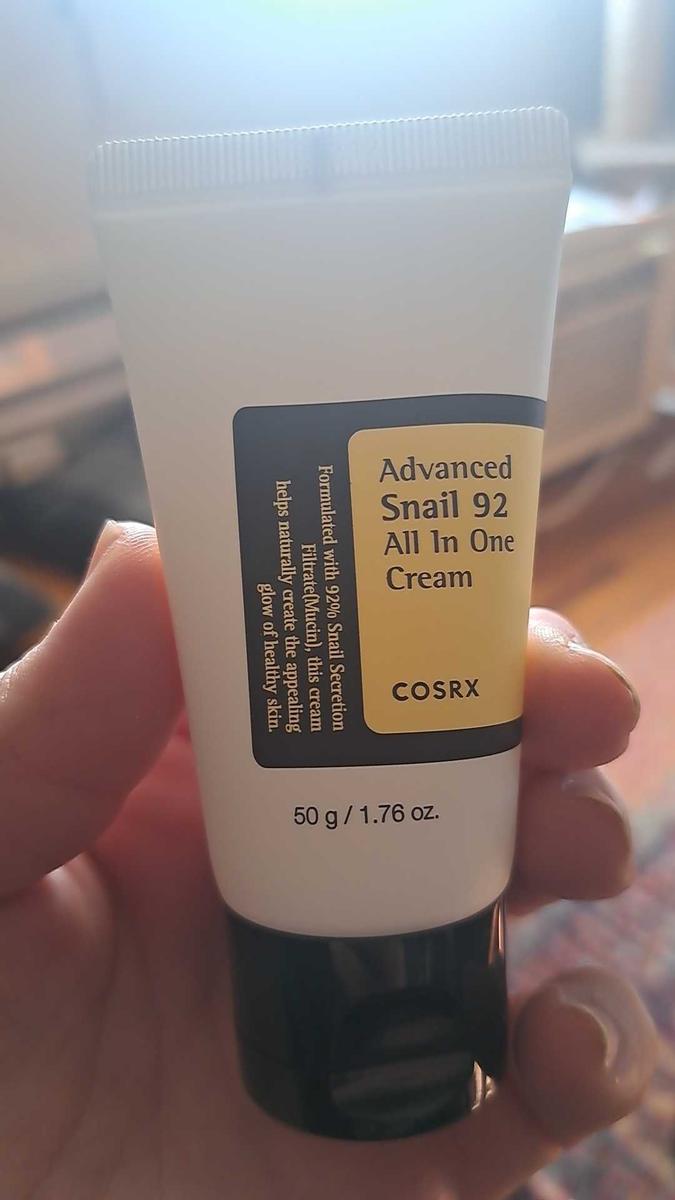 Advanced
Snail 92
All In One
Cream
COSRX
Formulated with 92% Snail Secretion
Filtrate(Mucin), this cream
helps naturally create the appealing
glow of healthy skin.
50 g / 1.76 oz.